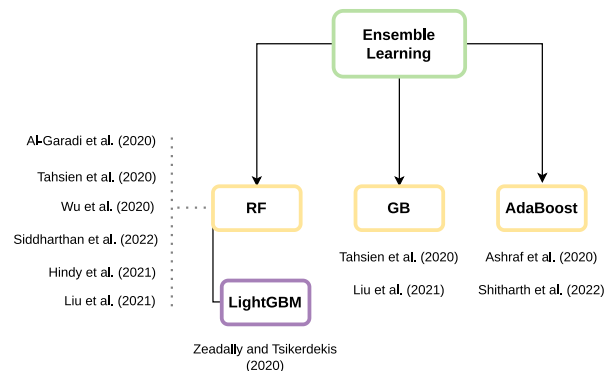 Ensemble
Learning
Al-Garadi et al. (2020)
Tahsien et al. (2020)
Wu et al. (2020)
Siddharthan et al. (2022)
Hindy et al. (2021)
Liu et al. (2021)
RF
LightGBM
Zeadally and Tsikerdekis
(2020)
GB
Tahsien et al. (2020)
Liu et al. (2021)
AdaBoost
Ashraf et al. (2020)
Shitharth et al. (2022)